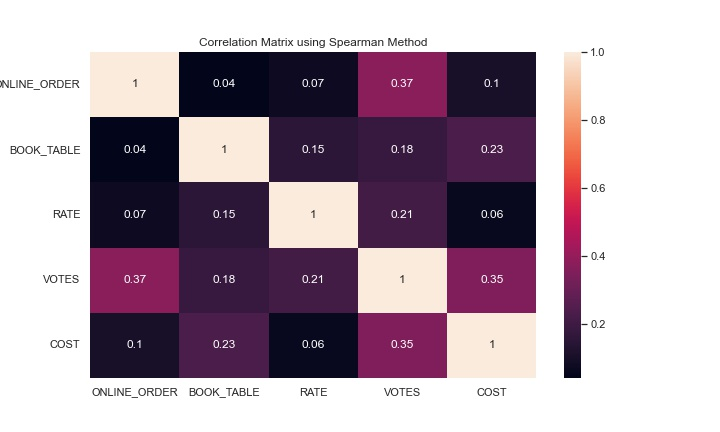 Correlation Matrix using Spearman Method
ONLINE_ORDER 1 0.04 0.07 0.37 0.1
BOOK_TABLE 0.04 1 0.15 0.18 0.23
RATE 0.07 0.15 1 0.21 0.06
VOTES 0.37 0.18 0.21 1 0.35
COST 0.1 0.23 0.06 0.35 1
ONLINE_ORDER BOOK_TABLE RATE VOTES COST
1.0
0.8
0.6
0.4
0.2